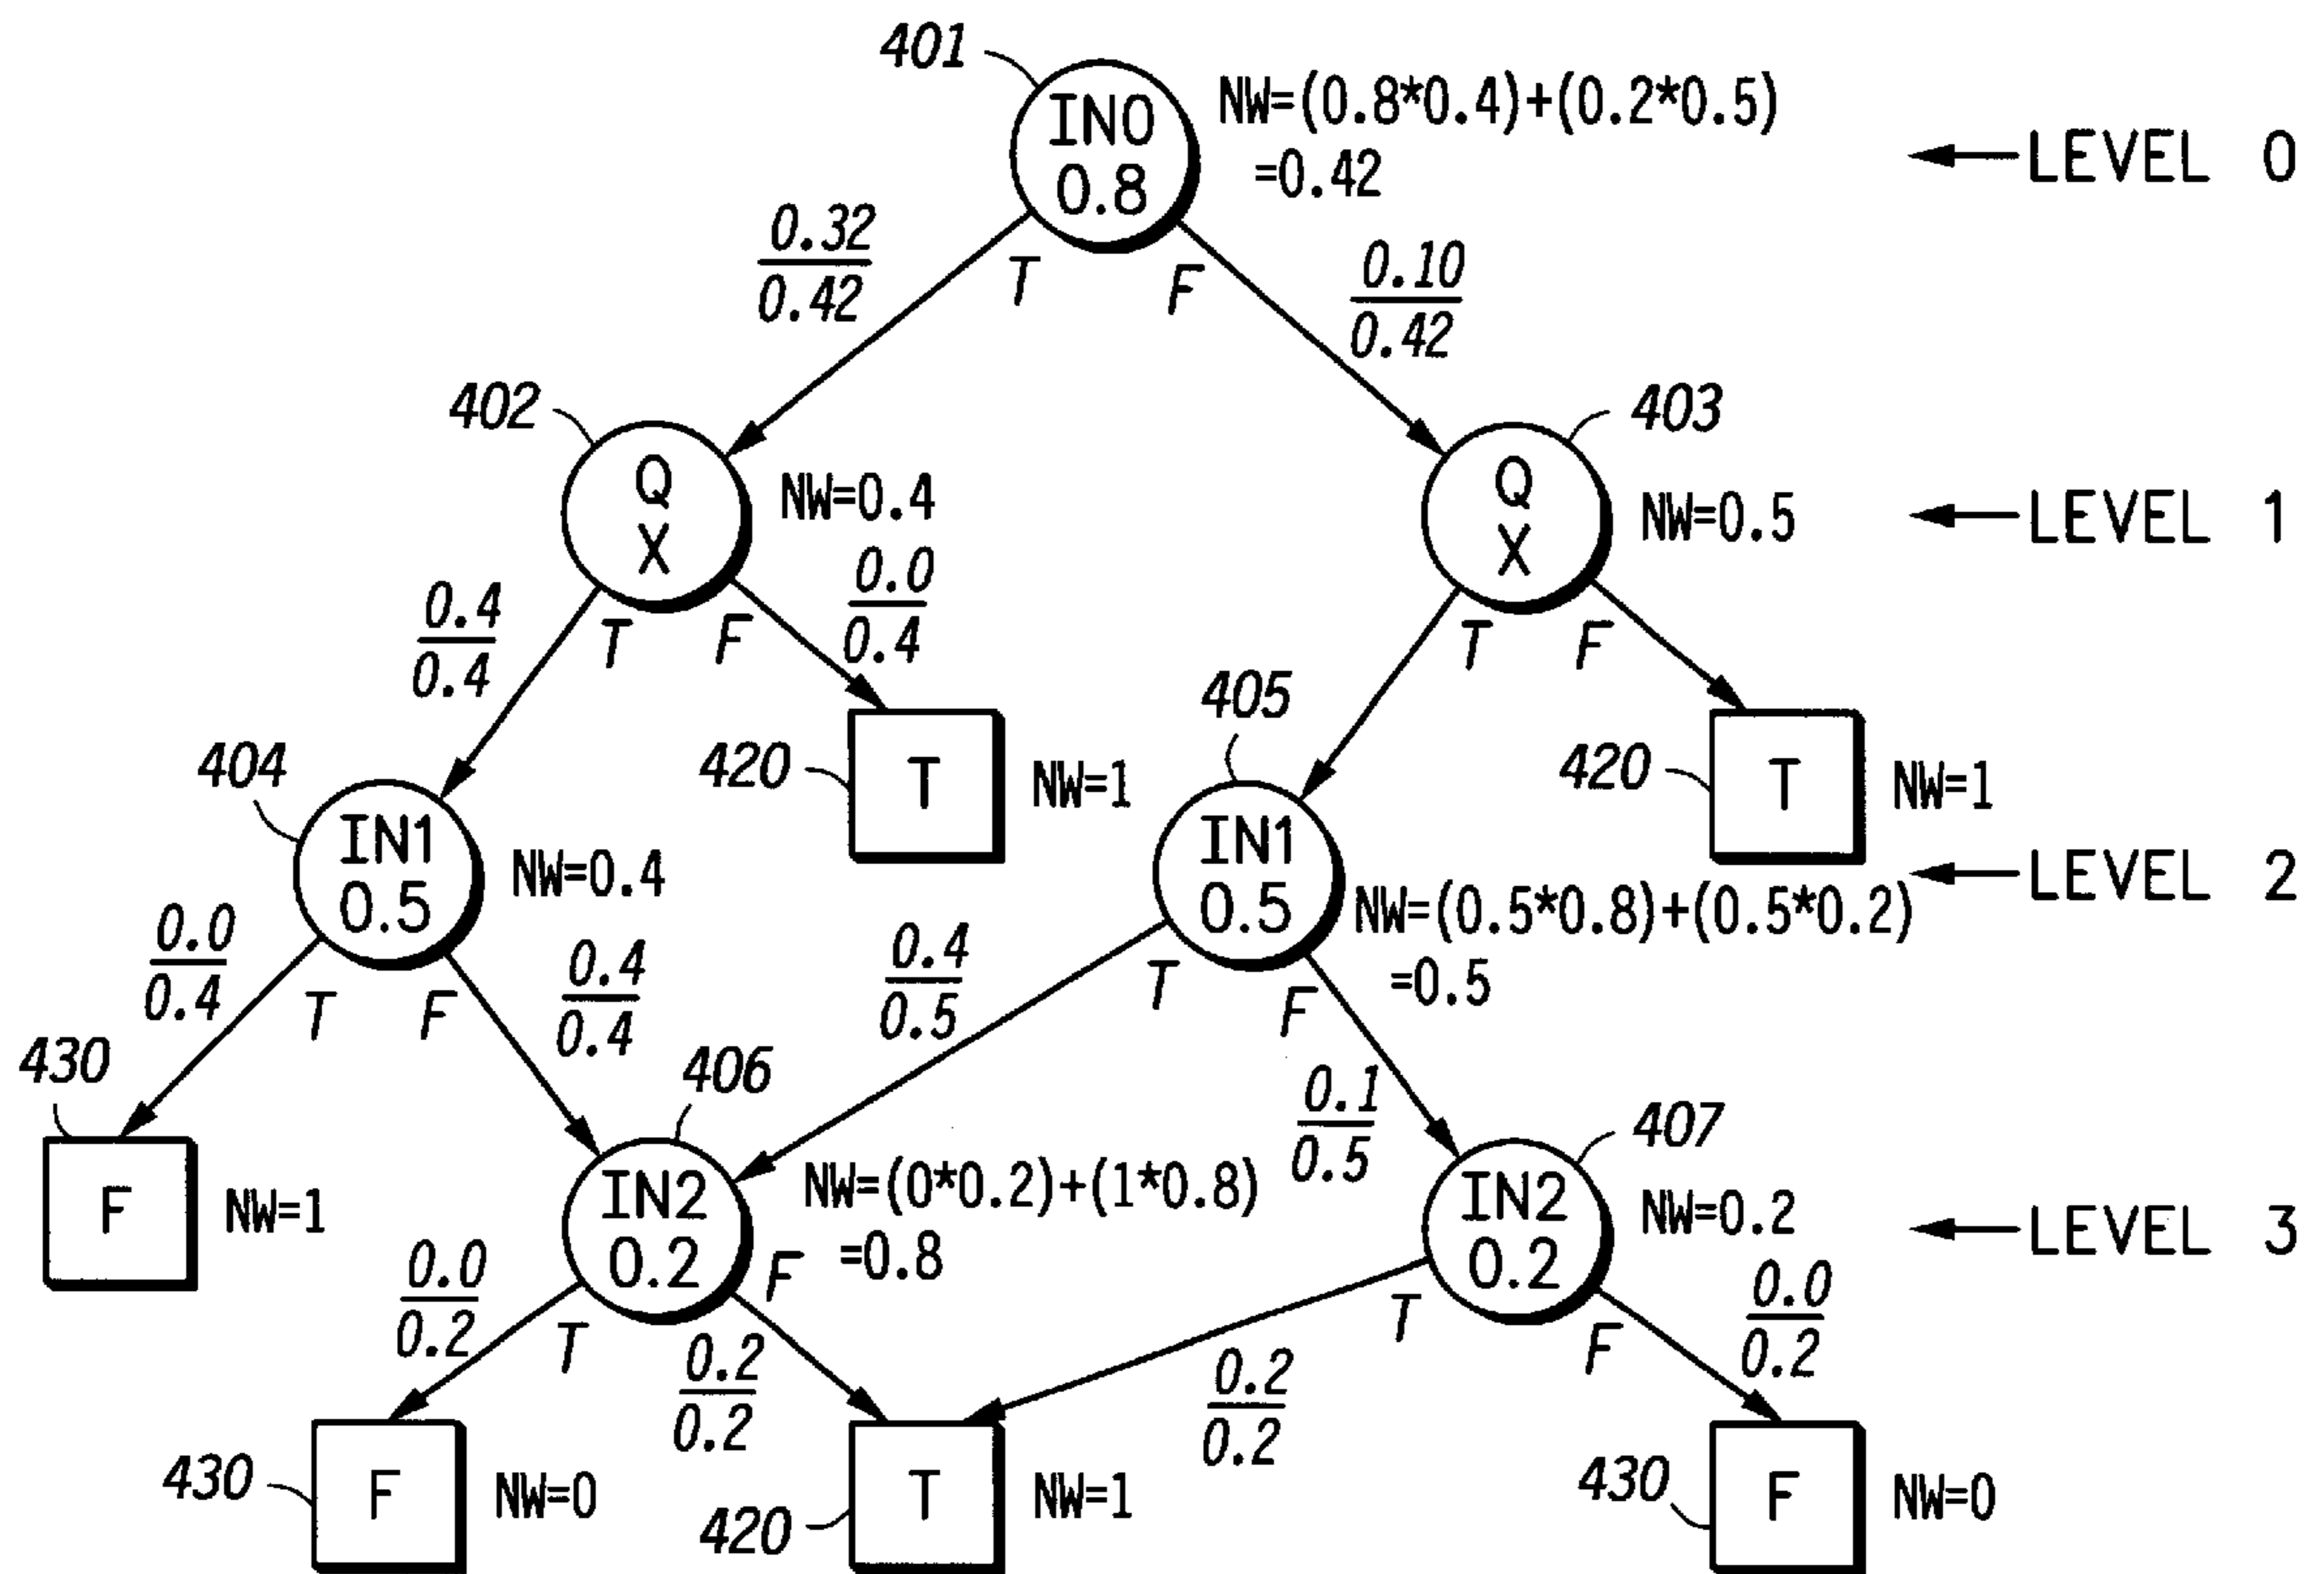 401
IN0
0.8
NW=(0.8*0.4)+(0.2*0.5)
=0.42
LEVEL 0
0.32
0.42
T
F
0.10
0.42
402
Q
X
NW=0.4
403
Q
X
NW=0.5
LEVEL 1
0.4
0.4
T
F
0.0
0.4
T
F
404
IN1
0.5
NW=0.4
420
T
NW=1
405
IN1
0.5
NW=(0.5*0.8)+(0.5*0.2)
=0.5
420
T
NW=1
LEVEL 2
0.0
0.4
T
F
0.4
0.4
0.4
0.5
T
F
0.1
0.5
430
F
NW=1
406
IN2
0.2
NW=(0*0.2)+(1*0.8)
=0.8
407
IN2
0.2
NW=0.2
LEVEL 3
0.0
0.2
T
F
0.2
0.2
0.2
0.2
T
F
0.0
0.2
430
F
NW=0
420
T
NW=1
430
F
NW=0